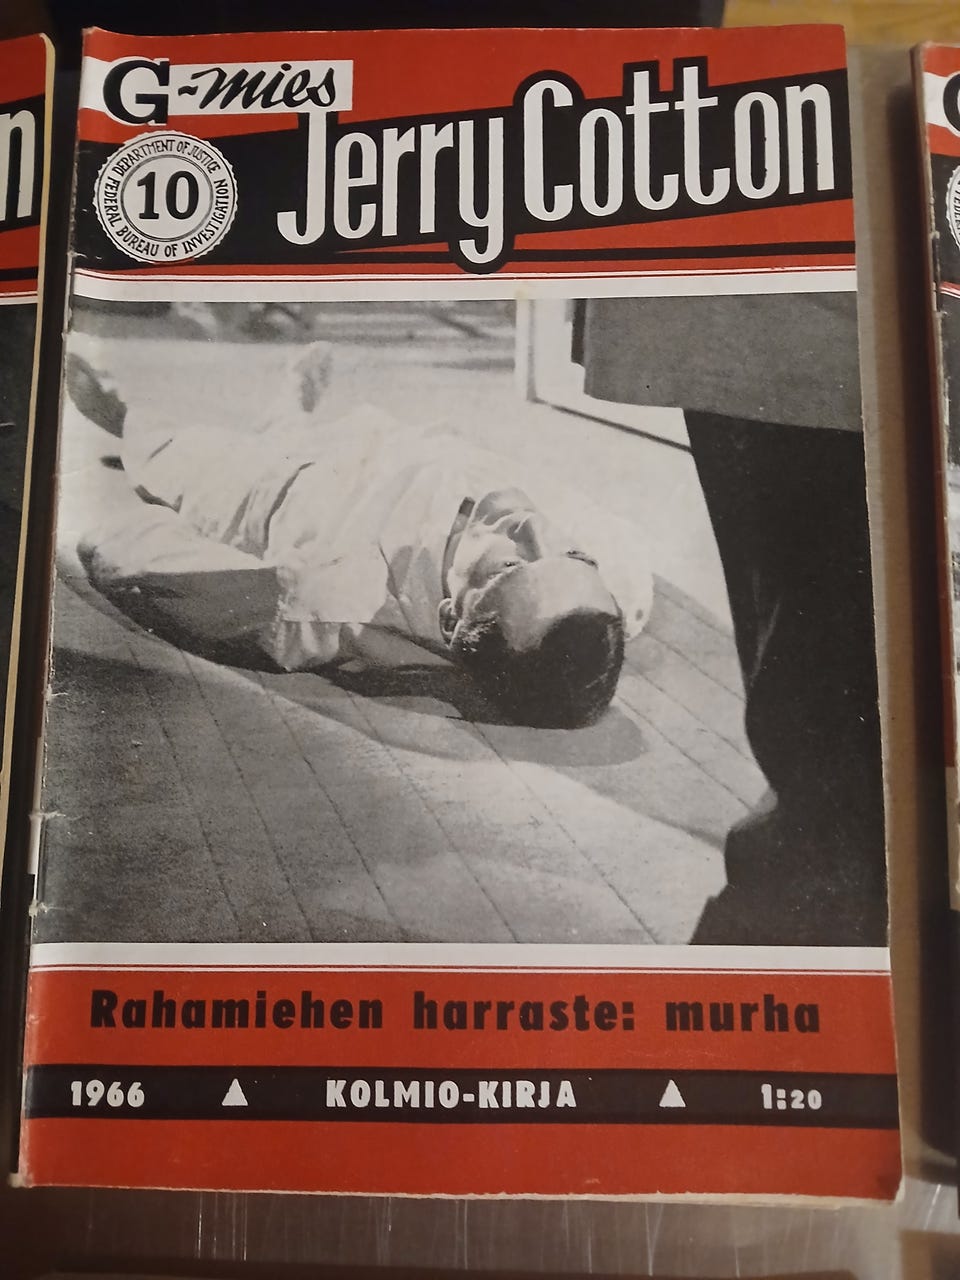 G-mies
Jerry Cotton
DEPARTMENT OF JUSTICE
10
FEDERAL BUREAU OF INVESTIGATION
Rahamiehen harraste: murha
1966 ▲ KOLMIO-KIRJA ▲ 1:20
n